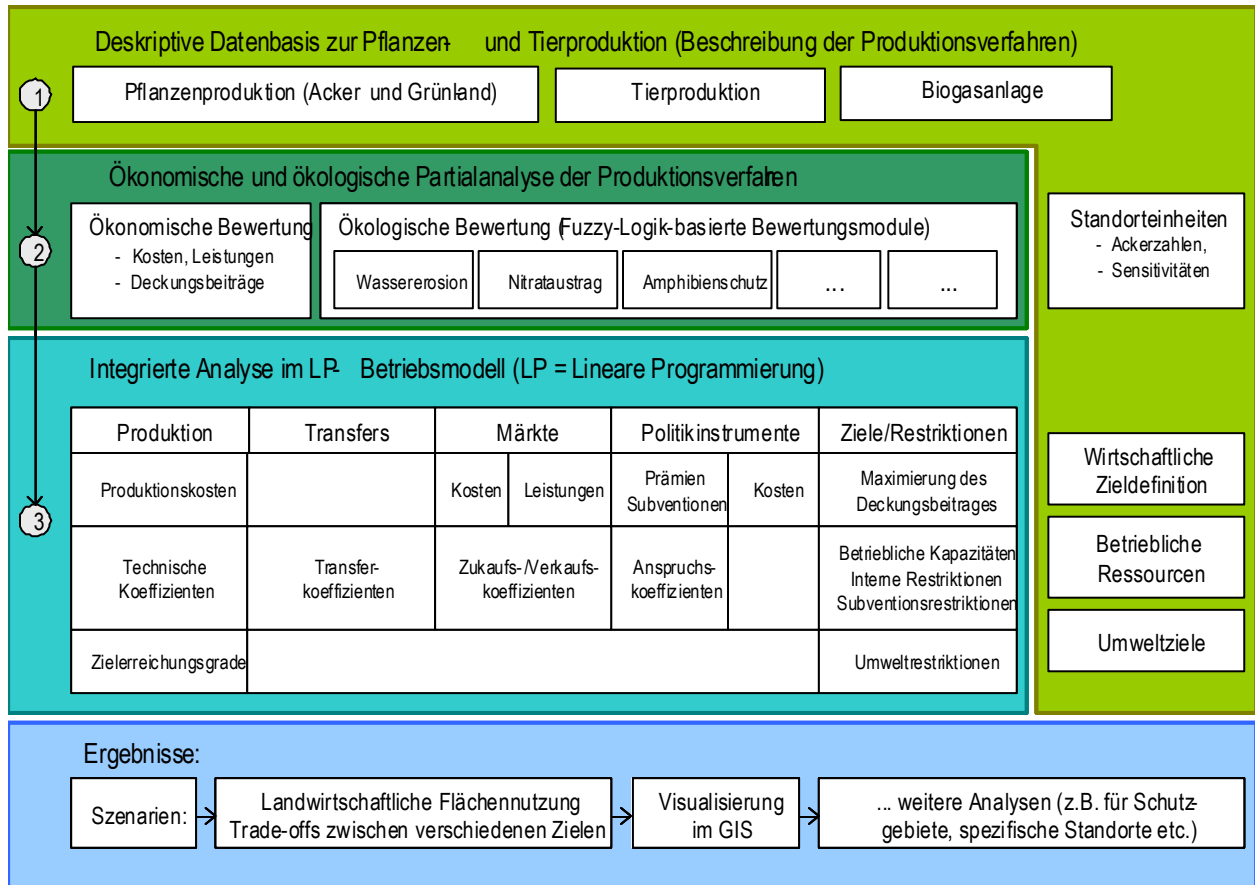 Deskriptive Datenbasis zur Pflanzen- und Tierproduktion (Beschreibung der Produktionsverfahren)
1
Pflanzenproduktion (Acker und Grünland)
Tierproduktion
Biogasanlage
Ökonomische und ökologische Partialanalyse der Produktionsverfahren
2
Ökonomische Bewertung
- Kosten, Leistungen
- Deckungsbeiträge
Ökologische Bewertung (Fuzzy-Logik-basierte Bewertungsmodule)
Wassererosion
Nitrataustrag
Amphibienschutz
...
...
Standorteinheiten
- Ackerzahlen,
- Sensitivitäten
Integrierte Analyse im LP- Betriebsmodell (LP = Lineare Programmierung)
3
Produktion
Transfers
Märkte
Politikinstrumente
Ziele/Restriktionen
Produktionskosten
Kosten
Leistungen
Prämien
Subventionen
Kosten
Maximierung des
Deckungsbeitrages
Technische
Koeffizienten
Transfer-
koeffizienten
Zukaufs-/Verkaufs-
koeffizienten
Anspruchs-
koeffizienten
Betriebliche Kapazitäten
Interne Restriktionen
Subventionsrestriktionen
Zielerreichungsgrade
Umweltrestriktionen
Wirtschaftliche
Zieldefinition
Betriebliche
Ressourcen
Umweltziele
Ergebnisse:
Szenarien:
Landwirtschaftliche Flächennutzung
Trade-offs zwischen verschiedenen Zielen
Visualisierung
im GIS
... weitere Analysen (z.B. für Schutz-
gebiete, spezifische Standorte etc.)